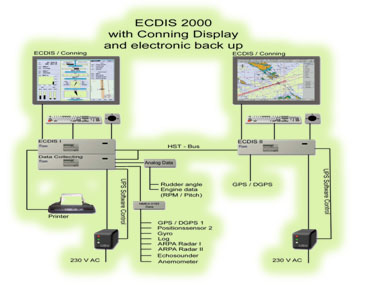 ECDIS 2000
with Conning Display
and electronic back up
ECDIS / Conning
ECDIS / Conning
ECDIS I
HST - Bus
ECDIS II
Data Collecting
Analog Data
UPS Software Control
UPS Software Control
Rudder angle
Engine data
(RPM / Pitch)
GPS / DGPS
Printer
GPS / DGPS 1
Positionssensor 2
Gyro
Log
ARPA Radar I
ARPA Radar II
Echosounder
Anemometer
230 V AC
230 V AC